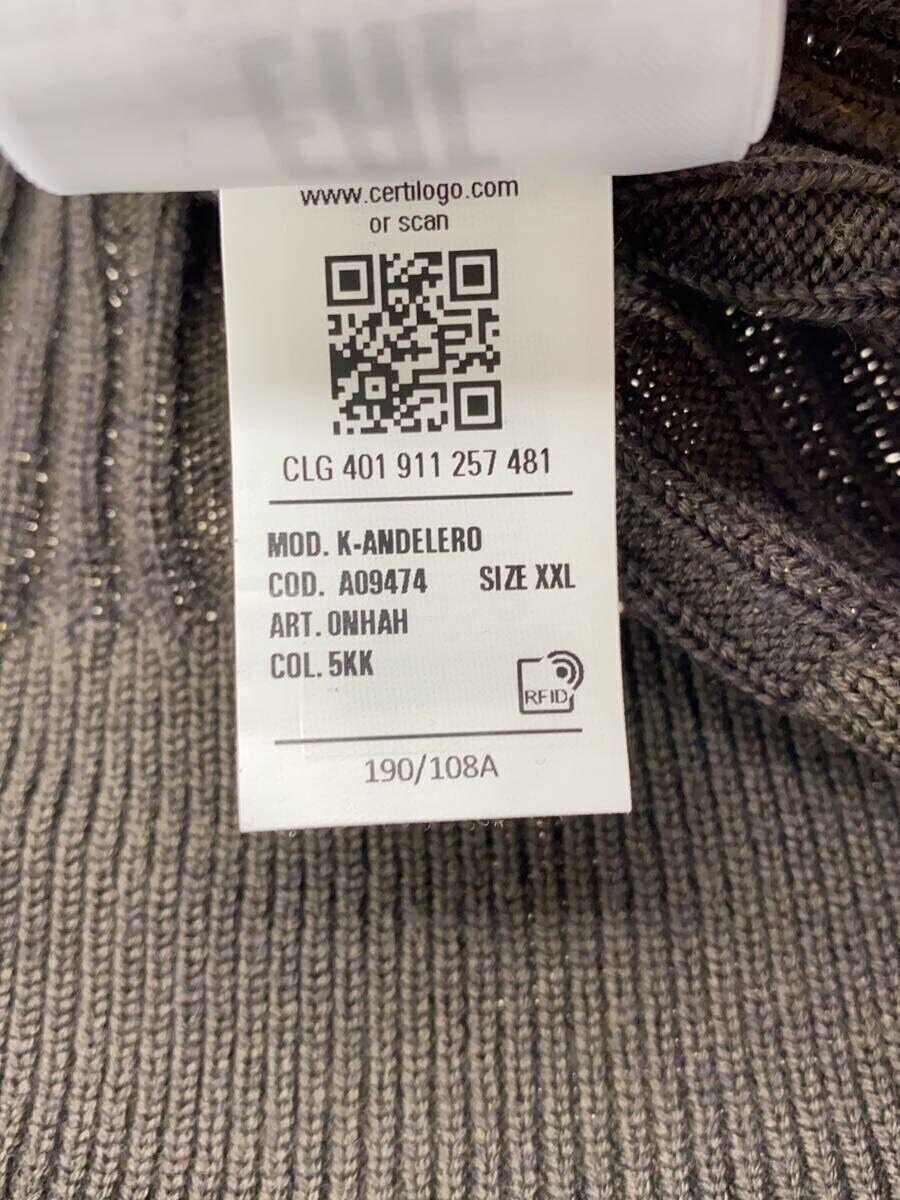 www.certilogo.com
or scan
CLG 401 911 257 481
MOD. K-ANDELERO
COD. A09474 SIZE XXL
ART. 0NHAH
COL. 5KK
RFID
190/108A